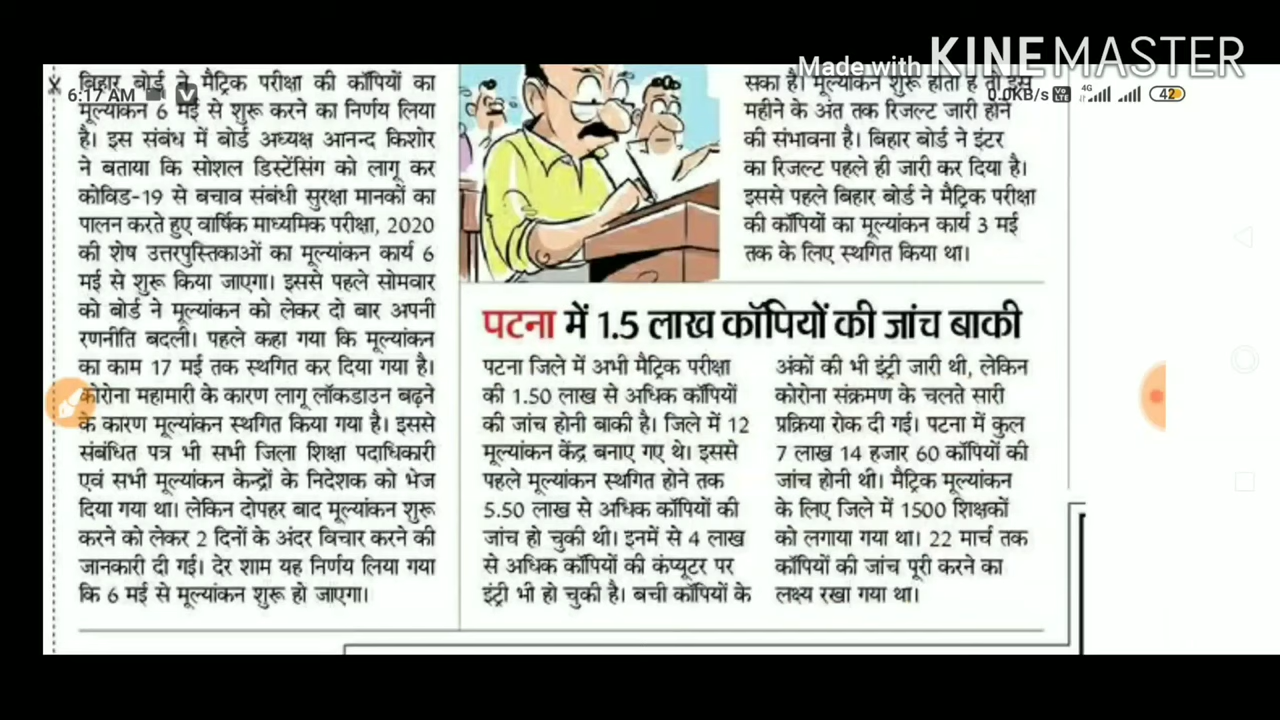 Made with KINEMASTER
6:17 AM
0.0KB/s Vo LTE 4G 42
बिहार बोर्ड ने मैट्रिक परीक्षा की कॉपियों का
मूल्यांकन 6 मई से शुरू करने का निर्णय लिया
है। इस संबंध में बोर्ड अध्यक्ष आनन्द किशोर
ने बताया कि सोशल डिस्टेंसिंग को लागू कर
कोविड-19 से बचाव संबंधी सुरक्षा मानकों का
पालन करते हुए वार्षिक माध्यमिक परीक्षा, 2020
की शेष उत्तरपुस्तिकाओं का मूल्यांकन कार्य 6
मई से शुरू किया जाएगा। इससे पहले सोमवार
को बोर्ड ने मूल्यांकन को लेकर दो बार अपनी
रणनीति बदली। पहले कहा गया कि मूल्यांकन
का काम 17 मई तक स्थगित कर दिया गया है।
कोरोना महामारी के कारण लागू लॉकडाउन बढ़ने
के कारण मूल्यांकन स्थगित किया गया है। इससे
संबंधित पत्र भी सभी जिला शिक्षा पदाधिकारी
एवं सभी मूल्यांकन केन्द्रों के निदेशक को भेज
दिया गया था। लेकिन दोपहर बाद मूल्यांकन शुरू
करने को लेकर 2 दिनों के अंदर विचार करने की
जानकारी दी गई। देर शाम यह निर्णय लिया गया
कि 6 मई से मूल्यांकन शुरू हो जाएगा।
सका है। मूल्यांकन शुरू होता है तो इस
महीने के अंत तक रिजल्ट जारी होने
की संभावना है। बिहार बोर्ड ने इंटर
का रिजल्ट पहले ही जारी कर दिया है।
इससे पहले बिहार बोर्ड ने मैट्रिक परीक्षा
की कॉपियों का मूल्यांकन कार्य 3 मई
तक के लिए स्थगित किया था।
पटना में 1.5 लाख कॉपियों की जांच बाकी
पटना जिले में अभी मैट्रिक परीक्षा
की 1.50 लाख से अधिक कॉपियों
की जांच होनी बाकी है। जिले में 12
मूल्यांकन केंद्र बनाए गए थे। इससे
पहले मूल्यांकन स्थगित होने तक
5.50 लाख से अधिक कॉपियों की
जांच हो चुकी थी। इनमें से 4 लाख
से अधिक कॉपियों की कंप्यूटर पर
इंट्री भी हो चुकी है। बची कॉपियों के
अंकों की भी इंट्री जारी थी, लेकिन
कोरोना संक्रमण के चलते सारी
प्रक्रिया रोक दी गई। पटना में कुल
7 लाख 14 हजार 60 कॉपियों की
जांच होनी थी। मैट्रिक मूल्यांकन
के लिए जिले में 1500 शिक्षकों
को लगाया गया था। 22 मार्च तक
कॉपियों की जांच पूरी करने का
लक्ष्य रखा गया था।